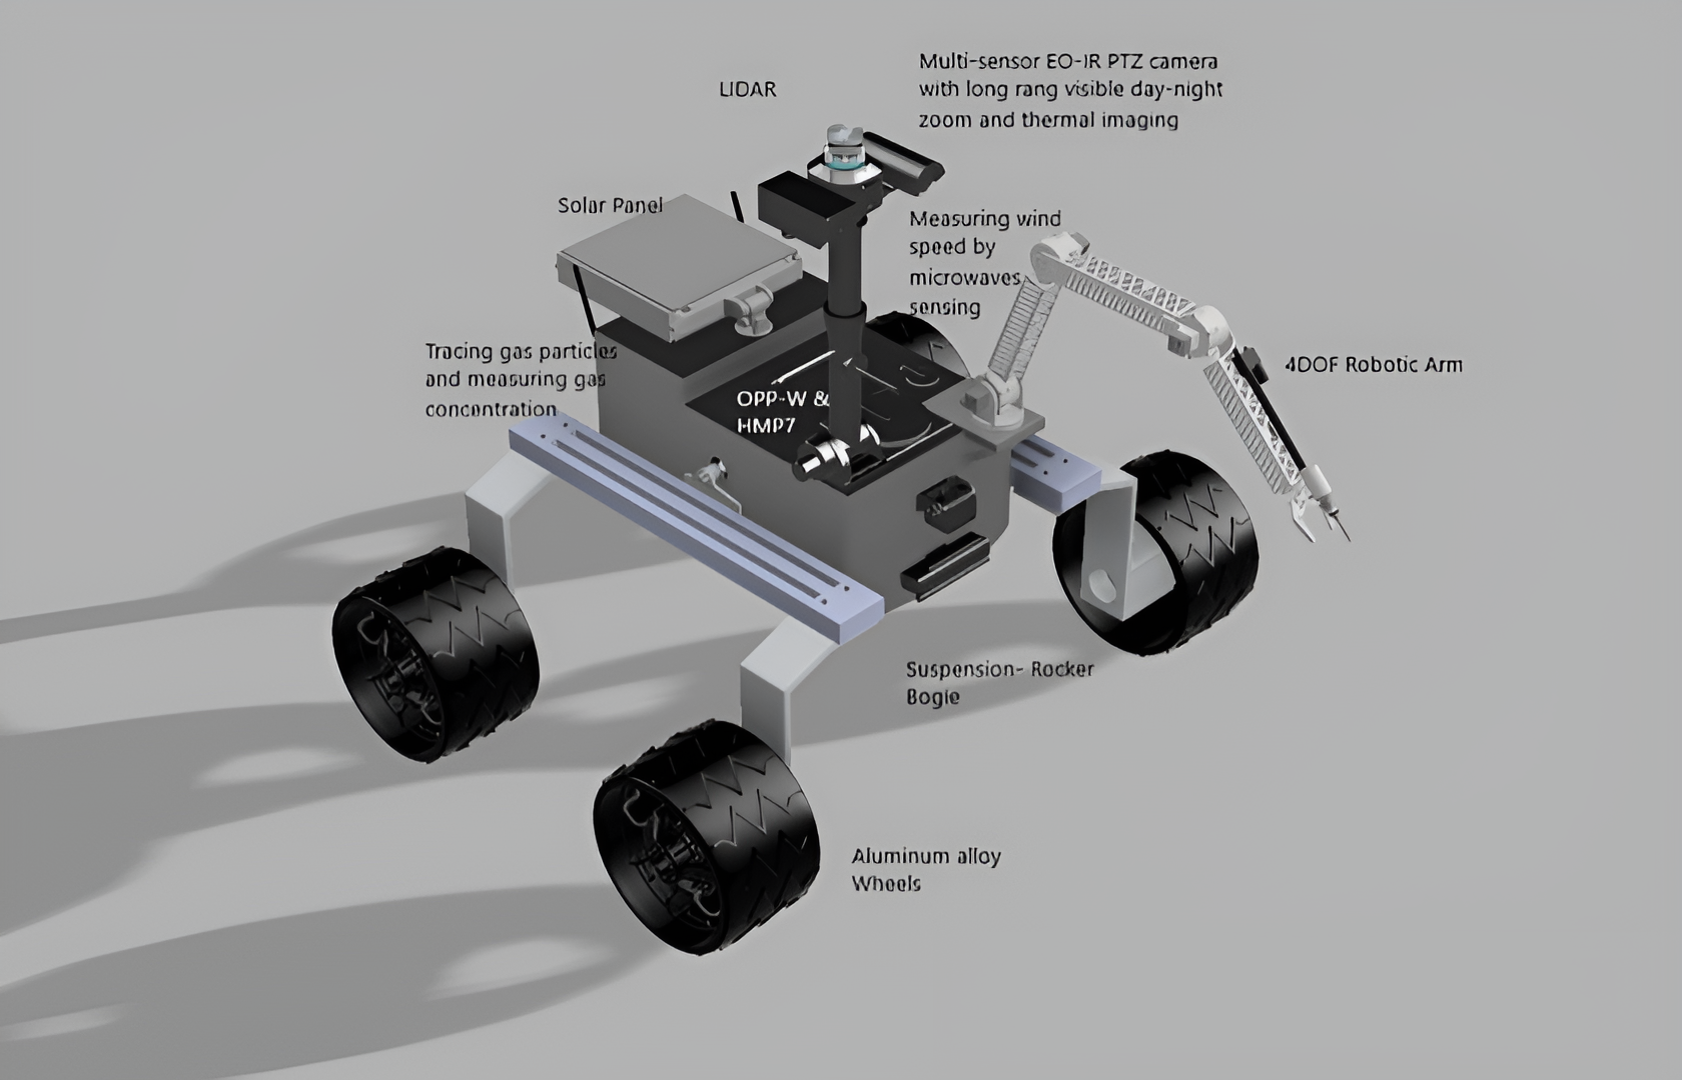 LIDAR
Multi-sensor EO-IR PTZ camera
with long rang visible day-night
zoom and thermal imaging
Solar Panel
Measuring wind
speed by
microwaves
sensing
Tracing gas particles
and measuring gas
concentration
OPP-W &
HMP7
4DOF Robotic Arm
Suspension- Rocker
Bogie
Aluminum alloy
Wheels